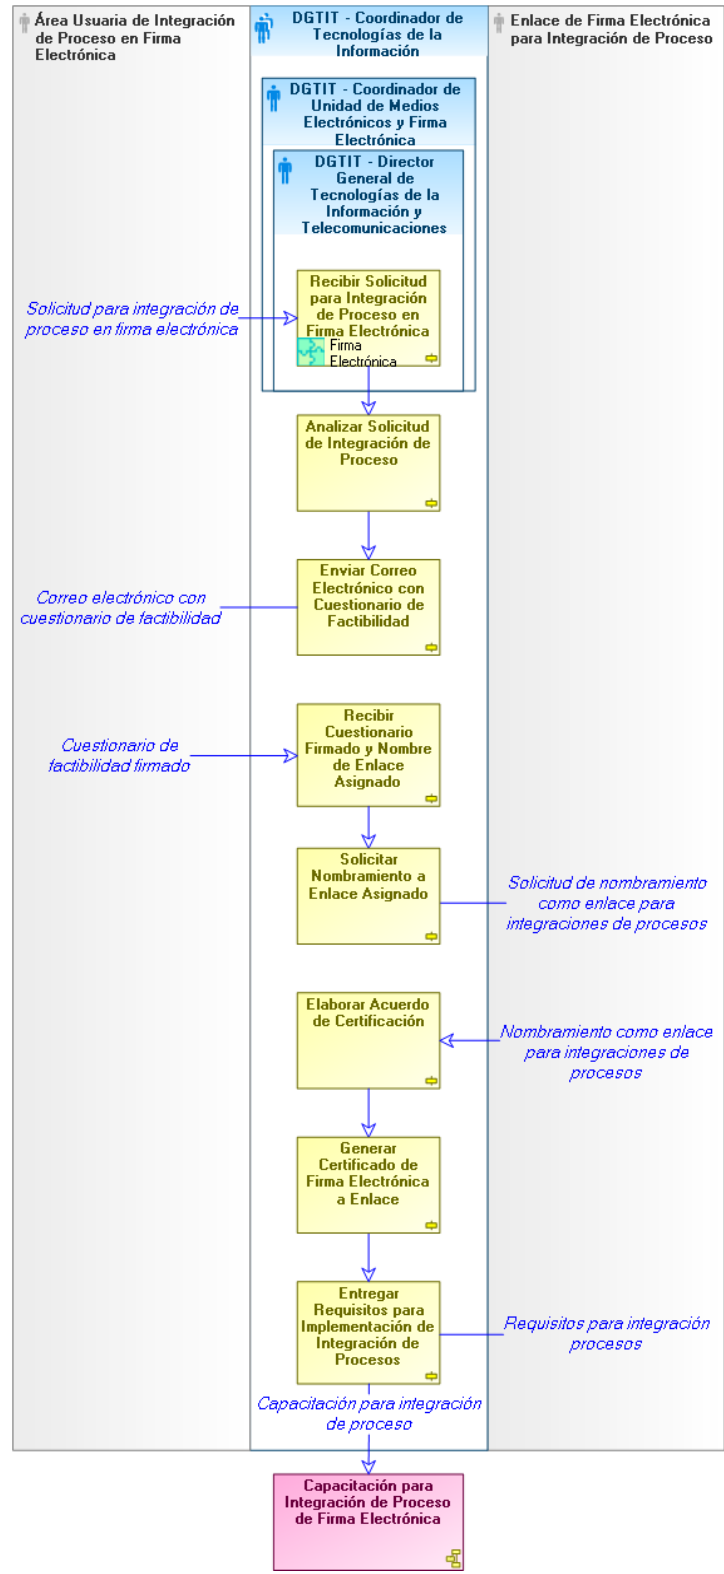 Área Usuaria de Integración
de Proceso en Firma
Electrónica
DGTIT - Coordinador de
Tecnologías de la
Información
Enlace de Firma Electrónica
para Integración de Proceso
DGTIT - Coordinador de
Unidad de Medios
Electrónicos y Firma
Electrónica
DGTIT - Director
General de
Tecnologías de la
Información y
Telecomunicaciones
Solicitud para integración de
proceso en firma electrónica
Recibir Solicitud
para Integración
de Proceso en
Firma Electrónica
Firma
Electrónica
Analizar Solicitud
de Integración de
Proceso
Correo electrónico con
cuestionario de factibilidad
Enviar Correo
Electrónico con
Cuestionario de
Factibilidad
Cuestionario de
factibilidad firmado
Recibir
Cuestionario
Firmado y Nombre
de Enlace
Asignado
Solicitar
Nombramiento a
Enlace Asignado
Solicitud de nombramiento
como enlace para
integraciones de procesos
Elaborar Acuerdo
de Certificación
Nombramiento como enlace
para integraciones de
procesos
Generar
Certificado de
Firma Electrónica
a Enlace
Entregar
Requisitos para
Implementación de
Integración de
Procesos
Requisitos para integración
procesos
Capacitación para integración
de proceso
Capacitación para
Integración de Proceso
de Firma Electrónica